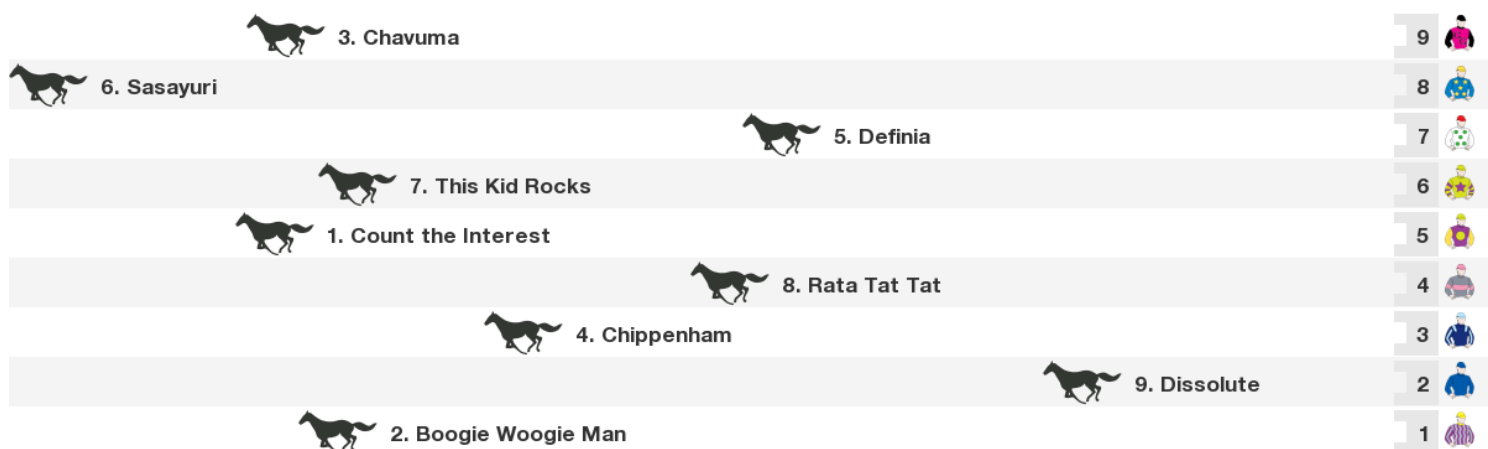 3. Chavuma 9
6. Sasayuri 8
5. Definia 7
7. This Kid Rocks 6
1. Count the Interest 5
8. Rata Tat Tat 4
4. Chippenham 3
9. Dissolute 2
2. Boogie Woogie Man 1